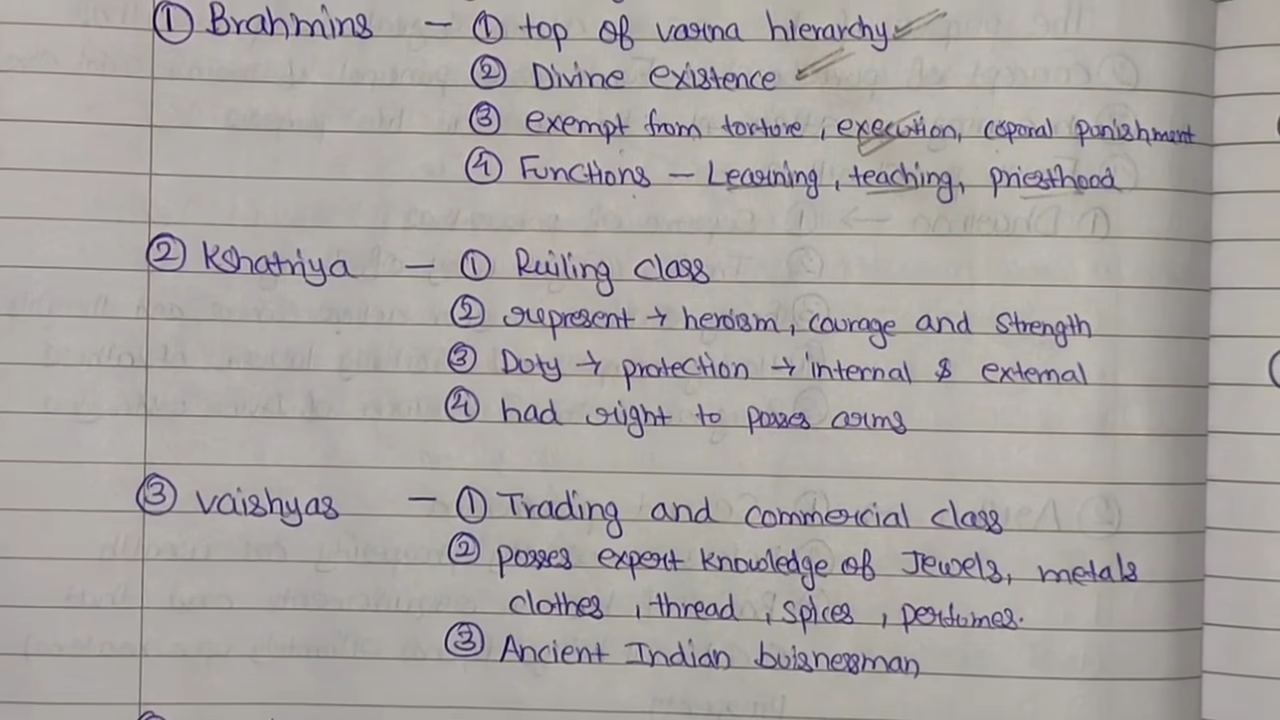 ① Brahmins - ① top of varna hierarchy
② Divine existence
③ exempt from torture, execution, coporal punishment
④ Functions - Learning, teaching, priesthood
② Kshatriya - ① Ruiling class
② represent → heroism, courage and strength
③ Duty → protection → internal & external
④ had right to posses arms
③ vaishyas - ① Trading and commercial class
② posses expert knowledge of Jewels, metals
clothes, thread, spices, perfumes.
③ Ancient Indian buisnessman